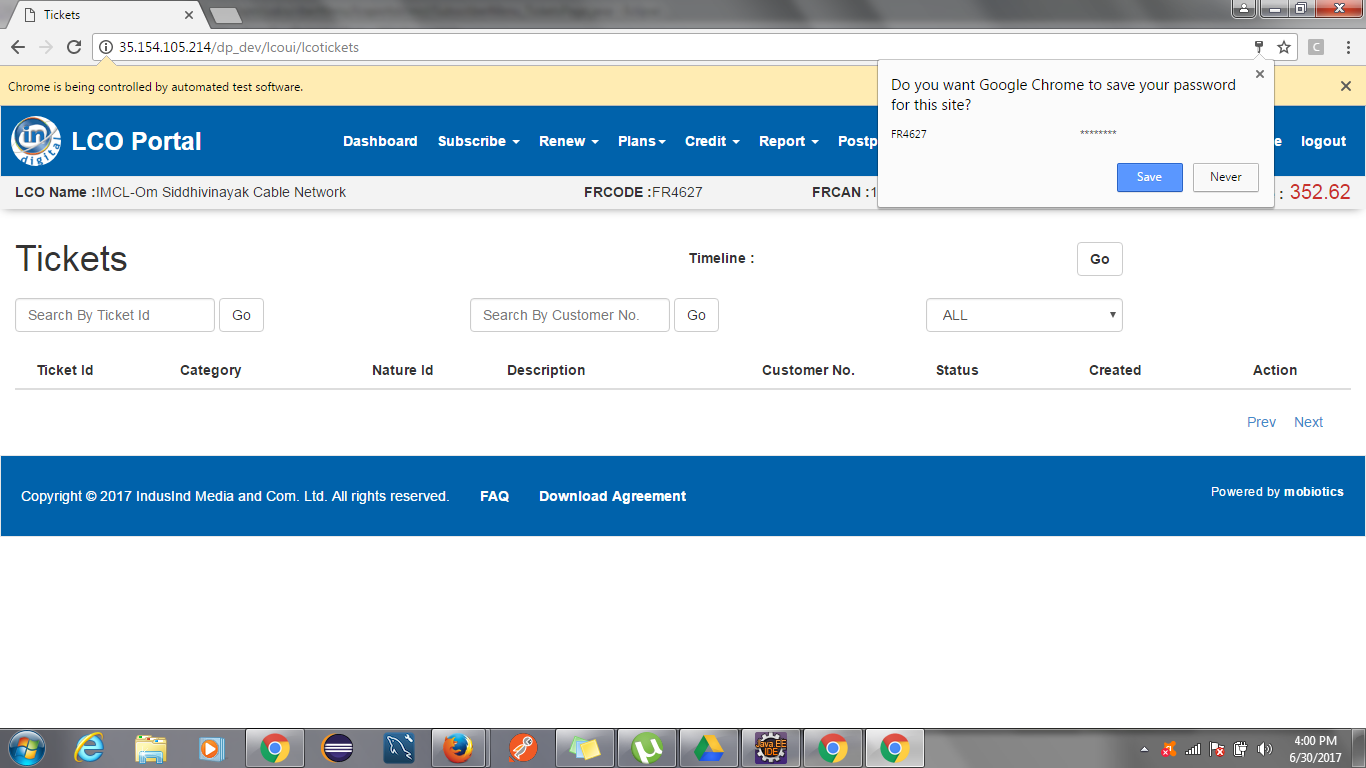 Tickets
35.154.105.214/dp_dev/lcoui/lcotickets
C
Chrome is being controlled by automated test software.
Do you want Google Chrome to save your password
for this site?
FR4627 ********
Save Never
in digital LCO Portal Dashboard Subscribe Renew Plans Credit Report Postp e logout
LCO Name :IMCL-Om Siddhivinayak Cable Network FRCODE :FR4627 FRCAN :1 : 352.62
Tickets Timeline : Go
Search By Ticket Id Go Search By Customer No. Go ALL
Ticket Id Category Nature Id Description Customer No. Status Created Action
Prev Next
Copyright © 2017 IndusInd Media and Com. Ltd. All rights reserved. FAQ Download Agreement Powered by mobiotics
Java EE
IDE
4:00 PM
6/30/2017